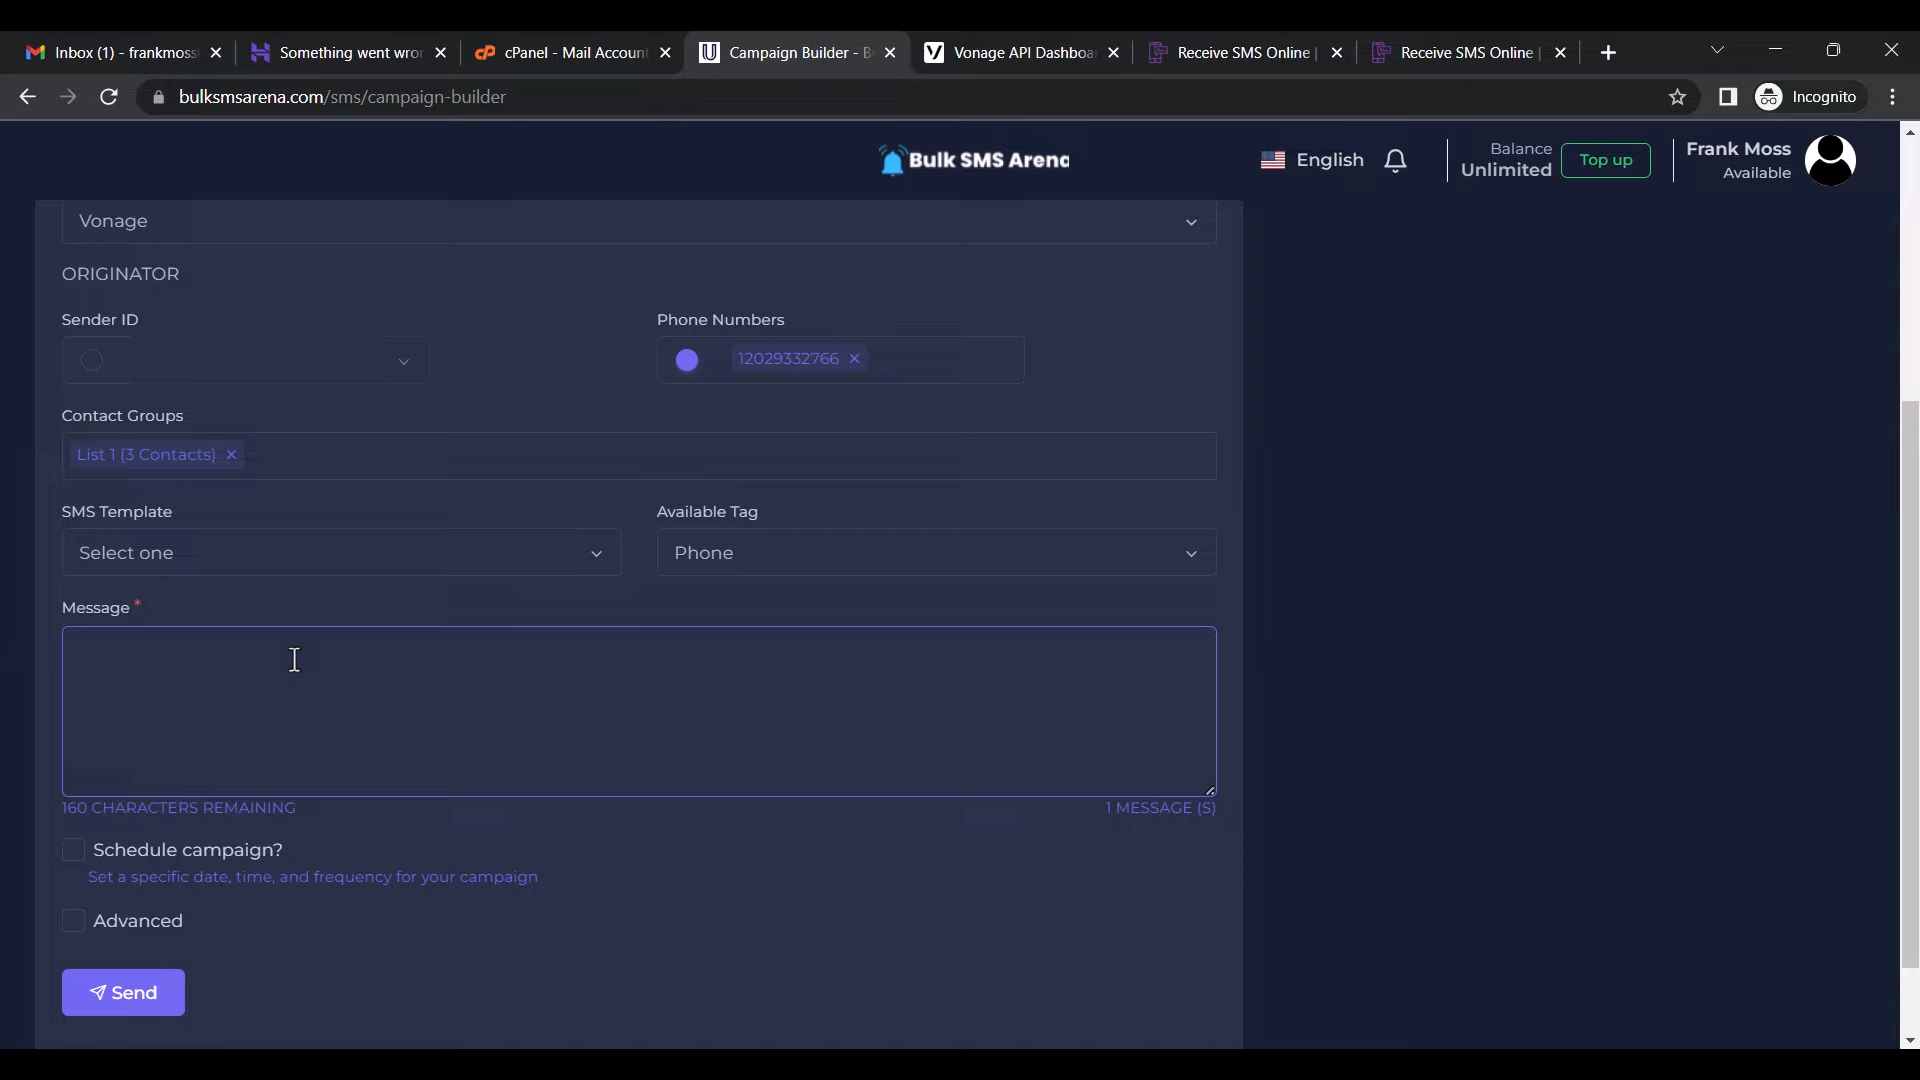 Inbox (1) - frankmoss
Something went wror
cPanel - Mail Accoun
Campaign Builder - B
Vonage API Dashboa
Receive SMS Online |
Receive SMS Online |
bulksmsarena.com/sms/campaign-builder
Incognito
Bulk SMS Arena
English
Balance
Unlimited
Top up
Frank Moss
Available
Vonage
ORIGINATOR
Sender ID
Phone Numbers
12029332766 ×
Contact Groups
List 1 (3 Contacts) ×
SMS Template
Available Tag
Select one
Phone
Message *
160 CHARACTERS REMAINING
1 MESSAGE (S)
Schedule campaign?
Set a specific date, time, and frequency for your campaign
Advanced
Send